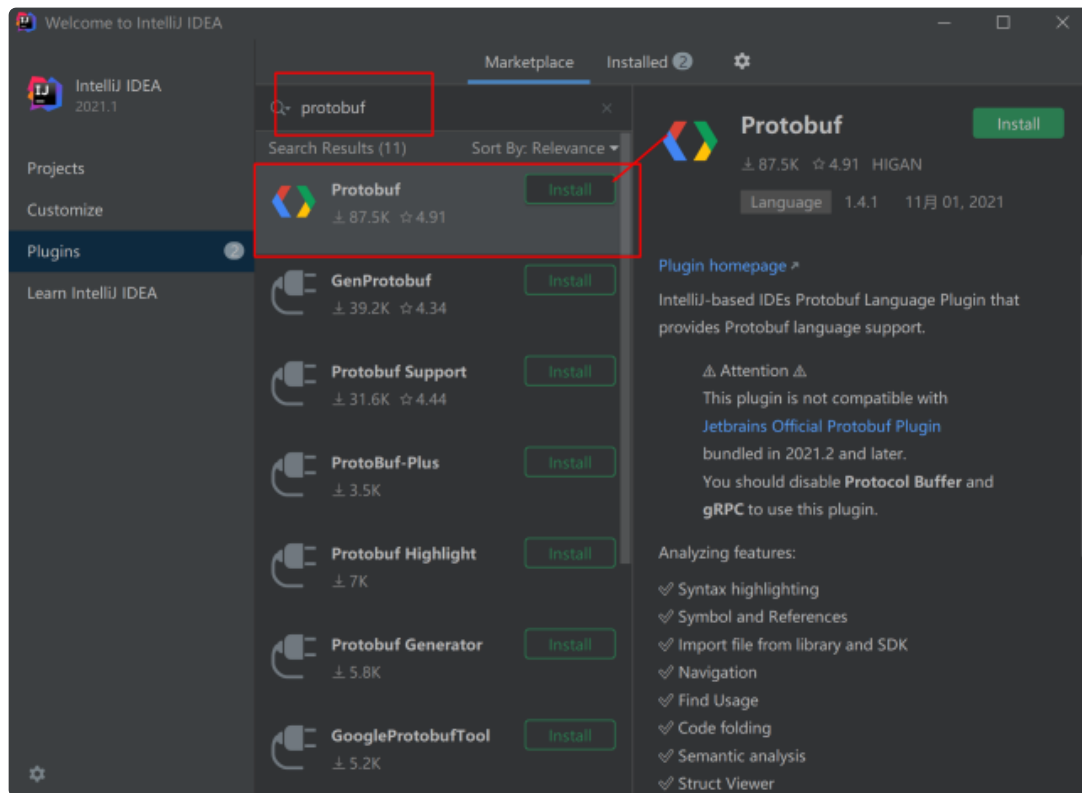 Welcome to IntelliJ IDEA
IntelliJ IDEA
2021.1
Projects
Customize
Plugins 2
Learn IntelliJ IDEA
Marketplace Installed 2
protobuf
Search Results (11) Sort By: Relevance
Protobuf Install
87.5K 4.91
GenProtobuf Install
39.2K 4.34
Protobuf Support Install
31.6K 4.44
ProtoBuf-Plus Install
3.5K
Protobuf Highlight Install
7K
Protobuf Generator Install
5.8K
GoogleProtobufTool Install
5.2K
Protobuf Install
87.5K 4.91 HIGAN
Language 1.4.1 11月 01, 2021
Plugin homepage
IntelliJ-based IDEs Protobuf Language Plugin that
provides Protobuf language support.
⚠ Attention ⚠
This plugin is not compatible with
Jetbrains Official Protobuf Plugin
bundled in 2021.2 and later.
You should disable Protocol Buffer and
gRPC to use this plugin.
Analyzing features:
Syntax highlighting
Symbol and References
Import file from library and SDK
Navigation
Find Usage
Code folding
Semantic analysis
Struct Viewer